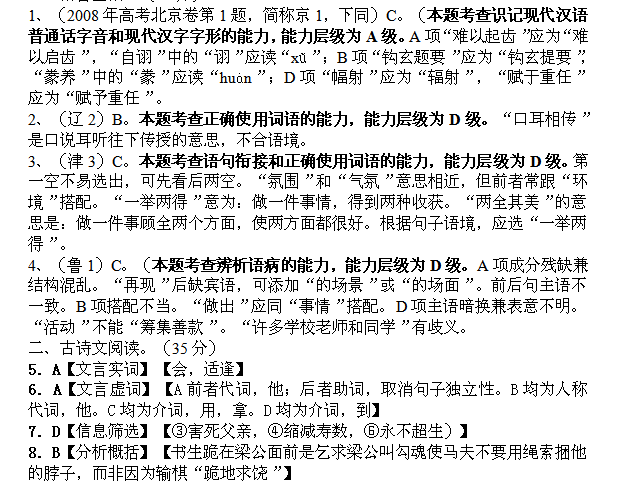 1、（2008年高考北京卷第1题，简称京1，下同）C。（本题考查识记现代汉语
普通话字音和现代汉字字形的能力，能力层级为A级。A项“难以起齿”应为“难
以启齿”，“自诩”中的“诩”应读“xǔ”；B项“钩玄题要”应为“钩玄提要”，
“豢养”中的“豢”应读“huàn”；D项“幅射”应为“辐射”，“赋于重任”
应为“赋予重任”。
2、（辽2）B。本题考查正确使用词语的能力，能力层级为D级。“口耳相传”
是口说耳听往下传授的意思，不合语境。
3、（津3）C。本题考查语句衔接和正确使用词语的能力，能力层级为D级。第
一空不易选出，可先看后两空。“氛围”和“气氛”意思相近，但前者常跟“环
境”搭配。“一举两得”意为：做一件事情，得到两种收获。“两全其美”的意
思是：做一件事顾全两个方面，使两方面都很好。根据句子语境，应选“一举两
得”。
4、（鲁1）C。（本题考查辨析语病的能力，能力层级为D级。A项成分残缺兼
结构混乱。“再现”后缺宾语，可添加“的场景”或“的场面”。前后句主语不
一致。B项搭配不当。“做出”应同“事情”搭配。D项主语暗换兼表意不明。
“活动”不能“筹集善款”。“许多学校老师和同学”有歧义。
二、古诗文阅读。（35分）
5．A【文言实词】【会，适逢】
6．A【文言虚词】【A前者代词，他；后者助词，取消句子独立性。B均为人称
代词，他。C均为介词，用，拿。D均为介词，到】
7．D【信息筛选】【③害死父亲，④缩减寿数，⑥永不超生）】
8．B【分析概括】【书生跪在梁公面前是乞求梁公叫勾魂使马夫不要用绳索捆他
的脖子，而非因为输棋“跪地求饶”】